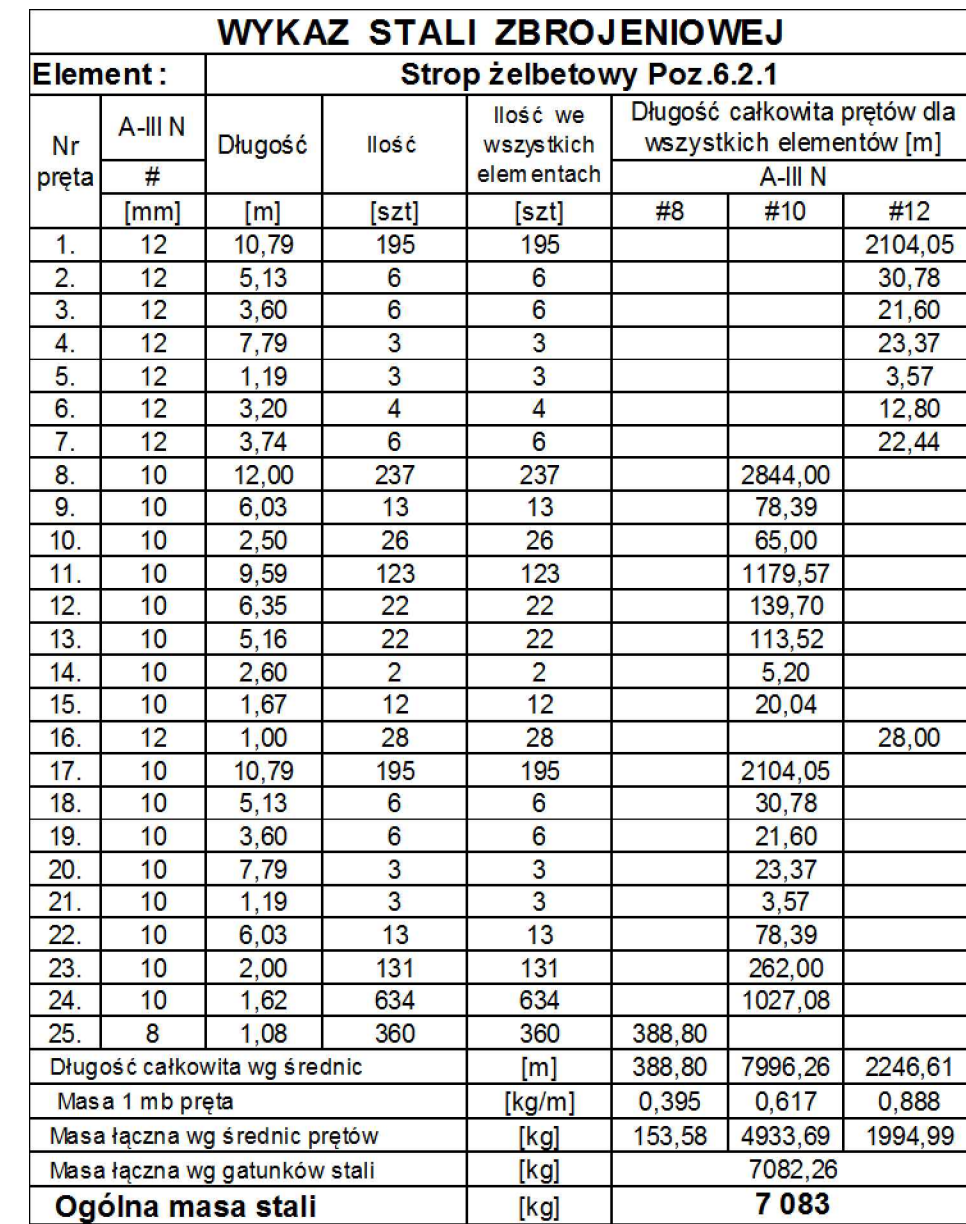 WYKAZ STALI ZBROJENIOWEJ
Element : Strop żelbetowy Poz.6.2.1
Nr pręta A-III N Długość Ilość Ilość we wszystkich elementach Długość całkowita prętów dla wszystkich elementów [m]
# A-III N
[mm] [m] [szt] [szt] #8 #10 #12
1. 12 10,79 195 195 2104,05
2. 12 5,13 6 6 30,78
3. 12 3,60 6 6 21,60
4. 12 7,79 3 3 23,37
5. 12 1,19 3 3 3,57
6. 12 3,20 4 4 12,80
7. 12 3,74 6 6 22,44
8. 10 12,00 237 237 2844,00
9. 10 6,03 13 13 78,39
10. 10 2,50 26 26 65,00
11. 10 9,59 123 123 1179,57
12. 10 6,35 22 22 139,70
13. 10 5,16 22 22 113,52
14. 10 2,60 2 2 5,20
15. 10 1,67 12 12 20,04
16. 12 1,00 28 28 28,00
17. 10 10,79 195 195 2104,05
18. 10 5,13 6 6 30,78
19. 10 3,60 6 6 21,60
20. 10 7,79 3 3 23,37
21. 10 1,19 3 3 3,57
22. 10 6,03 13 13 78,39
23. 10 2,00 131 131 262,00
24. 10 1,62 634 634 1027,08
25. 8 1,08 360 360 388,80
Długość całkowita wg średnic [m] 388,80 7996,26 2246,61
Masa 1 mb pręta [kg/m] 0,395 0,617 0,888
Masa łączna wg średnic prętów [kg] 153,58 4933,69 1994,99
Masa łączna wg gatunków stali [kg] 7082,26
Ogólna masa stali [kg] 7 083